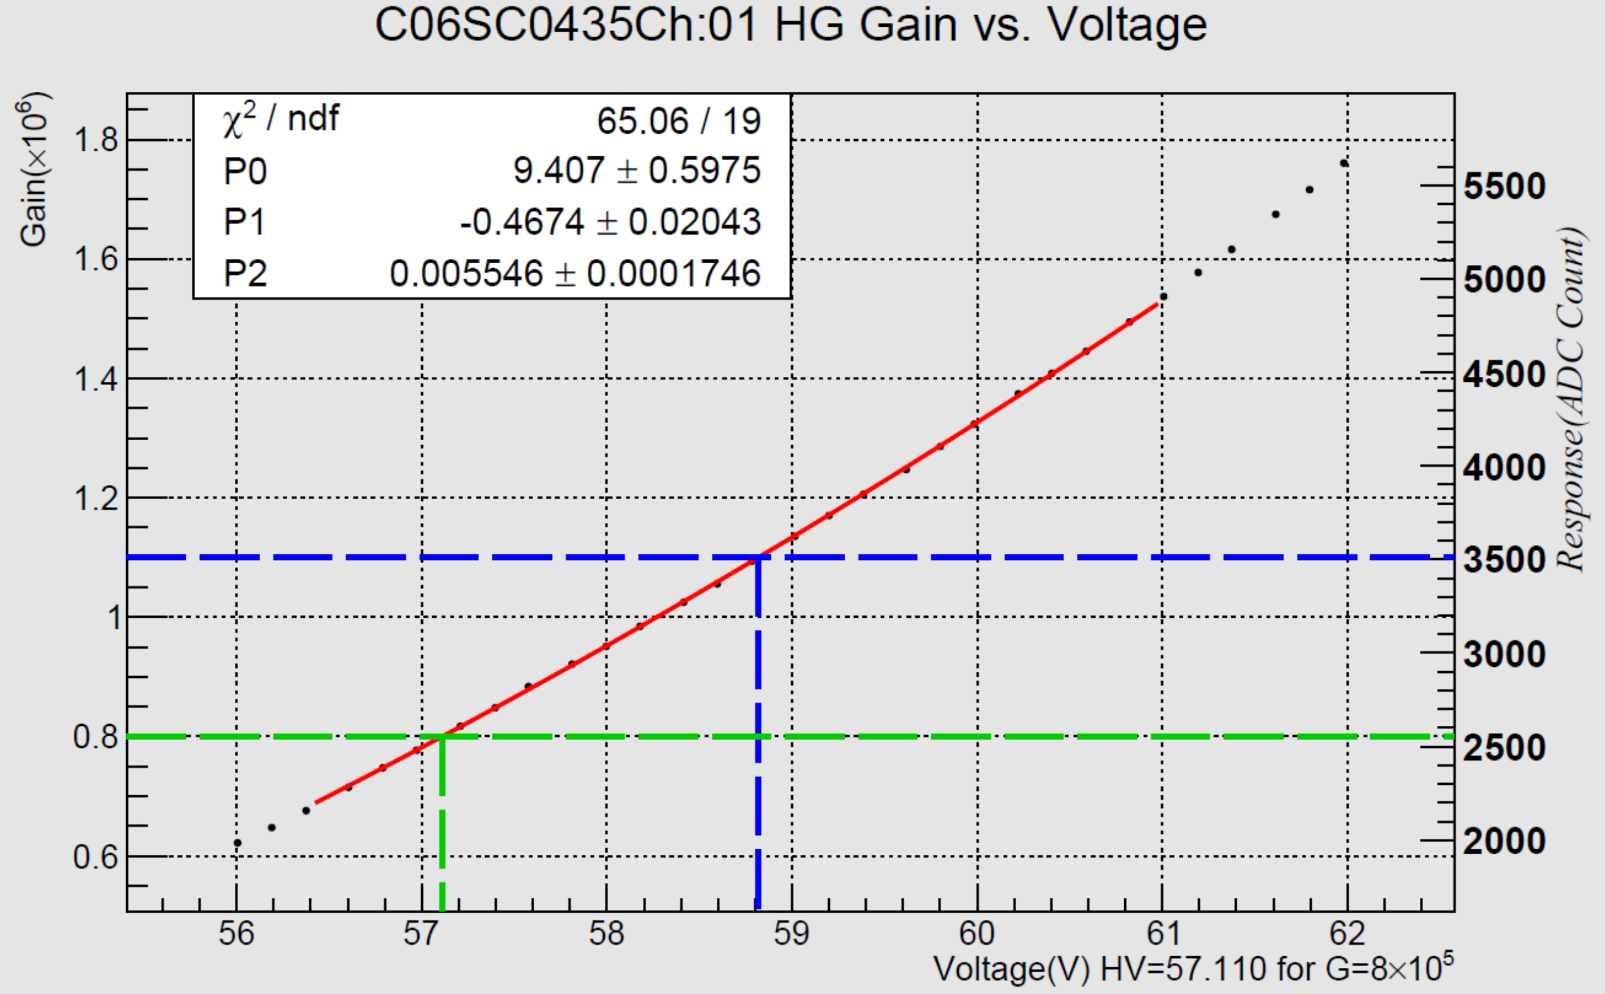 C06SC0435Ch:01 HG Gain vs. Voltage
Gain(×10⁶)
χ² / ndf 65.06 / 19
P0 9.407 ± 0.5975
P1 -0.4674 ± 0.02043
P2 0.005546 ± 0.0001746
1.8
1.6
1.4
1.2
1
0.8
0.6
5500
5000
4500
4000
3500
3000
2500
2000
Response(ADC Count)
56 57 58 59 60 61 62
Voltage(V) HV=57.110 for G=8×10⁵